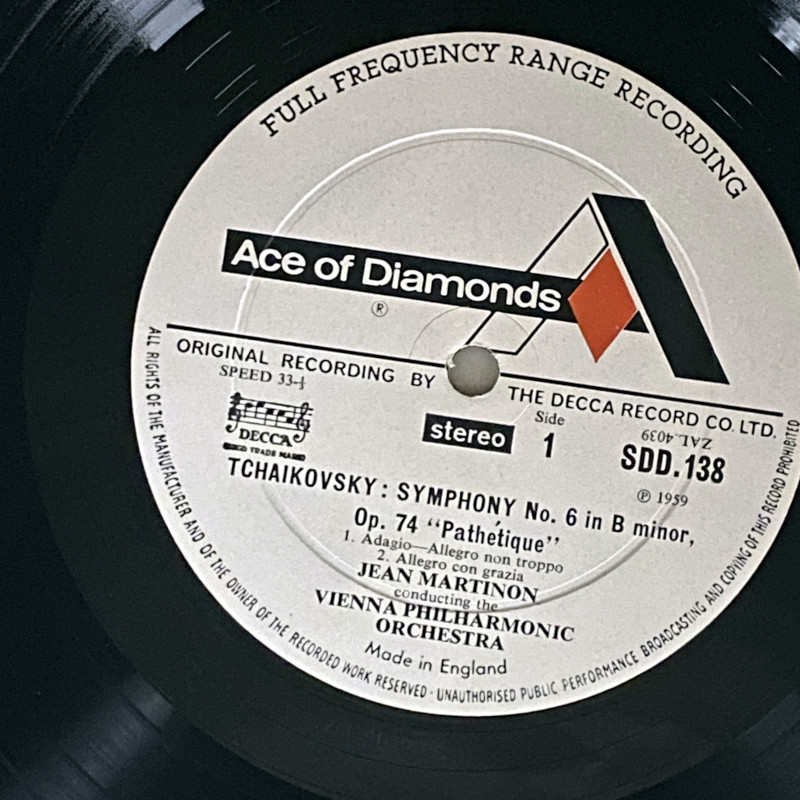 FULL FREQUENCY RANGE RECORDING
Ace of Diamonds
®
ORIGINAL RECORDING BY THE DECCA RECORD CO. LTD.
SPEED 33-⅓
DECCA
stereo
Side
1
ZAL.4039
SDD.138
℗ 1959
TCHAIKOVSKY: SYMPHONY No. 6 in B minor,
Op. 74 "Pathétique"
1. Adagio—Allegro non troppo
2. Allegro con grazia
JEAN MARTINON
conducting the
VIENNA PHILHARMONIC
ORCHESTRA
Made in England
ALL RIGHTS OF THE MANUFACTURER AND OF THE OWNER OF THE RECORDED WORK RESERVED · UNAUTHORISED PUBLIC PERFORMANCE BROADCASTING AND COPYING OF THIS RECORD PROHIBITED